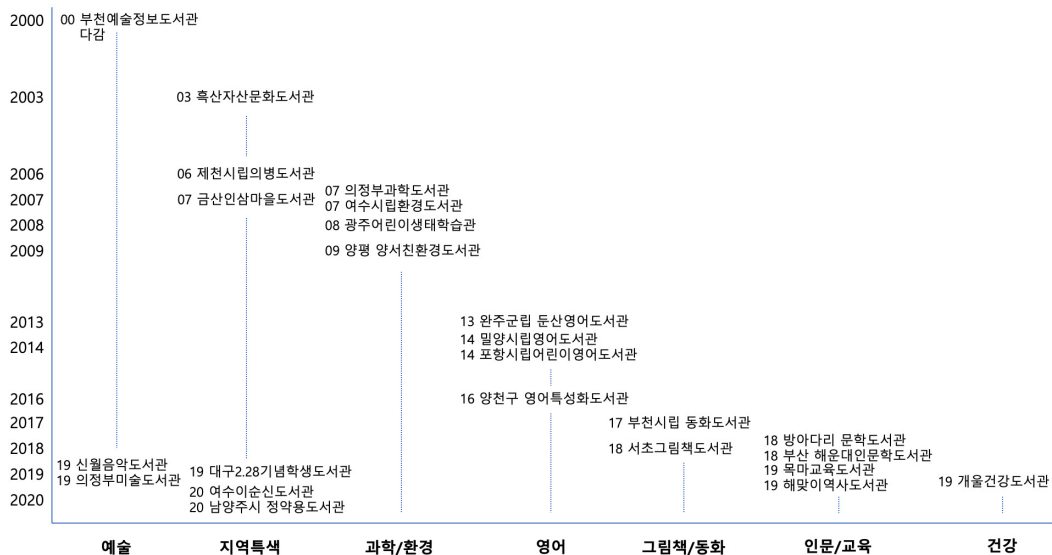 2000
00 부천예술정보도서관
다감
2003
03 흑산자산문화도서관
2006
06 제천시립의병도서관
2007
07 금산인삼마을도서관
07 의정부과학도서관
07 여수시립환경도서관
2008
08 광주어린이생태학습관
2009
09 양평 양서친환경도서관
2013
13 완주군립 둔산영어도서관
2014
14 밀양시립영어도서관
14 포항시립어린이영어도서관
2016
16 양천구 영어특성화도서관
2017
17 부천시립 동화도서관
2018
18 서초그림책도서관
18 방아다리 문학도서관
18 부산 해운대인문학도서관
2019
19 신월음악도서관
19 의정부미술도서관
19 대구2.28기념학생도서관
19 목마교육도서관
19 해맞이역사도서관
19 개울건강도서관
2020
20 여수이순신도서관
20 남양주시 정약용도서관
예술
지역특색
과학/환경
영어
그림책/동화
인문/교육
건강